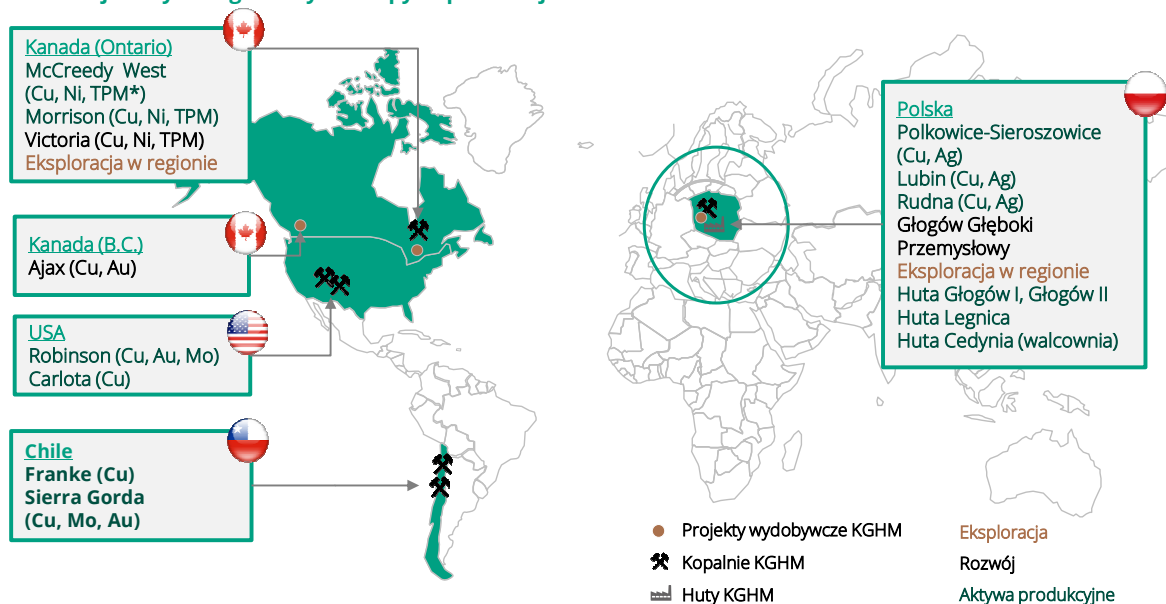 Kanada (Ontario)
McCreedy West
(Cu, Ni, TPM*)
Morrison (Cu, Ni, TPM)
Victoria (Cu, Ni, TPM)
Eksploracja w regionie
Kanada (B.C.)
Ajax (Cu, Au)
USA
Robinson (Cu, Au, Mo)
Carlota (Cu)
Chile
Franke (Cu)
Sierra Gorda
(Cu, Mo, Au)
Polska
Polkowice-Sieroszowice
(Cu, Ag)
Lubin (Cu, Ag)
Rudna (Cu, Ag)
Głogów Głęboki
Przemysłowy
Eksploracja w regionie
Huta Głogów I, Głogów II
Huta Legnica
Huta Cedynia (walcownia)
Projekty wydobywcze KGHM
Kopalnie KGHM
Huty KGHM
Eksploracja
Rozwój
Aktywa produkcyjne